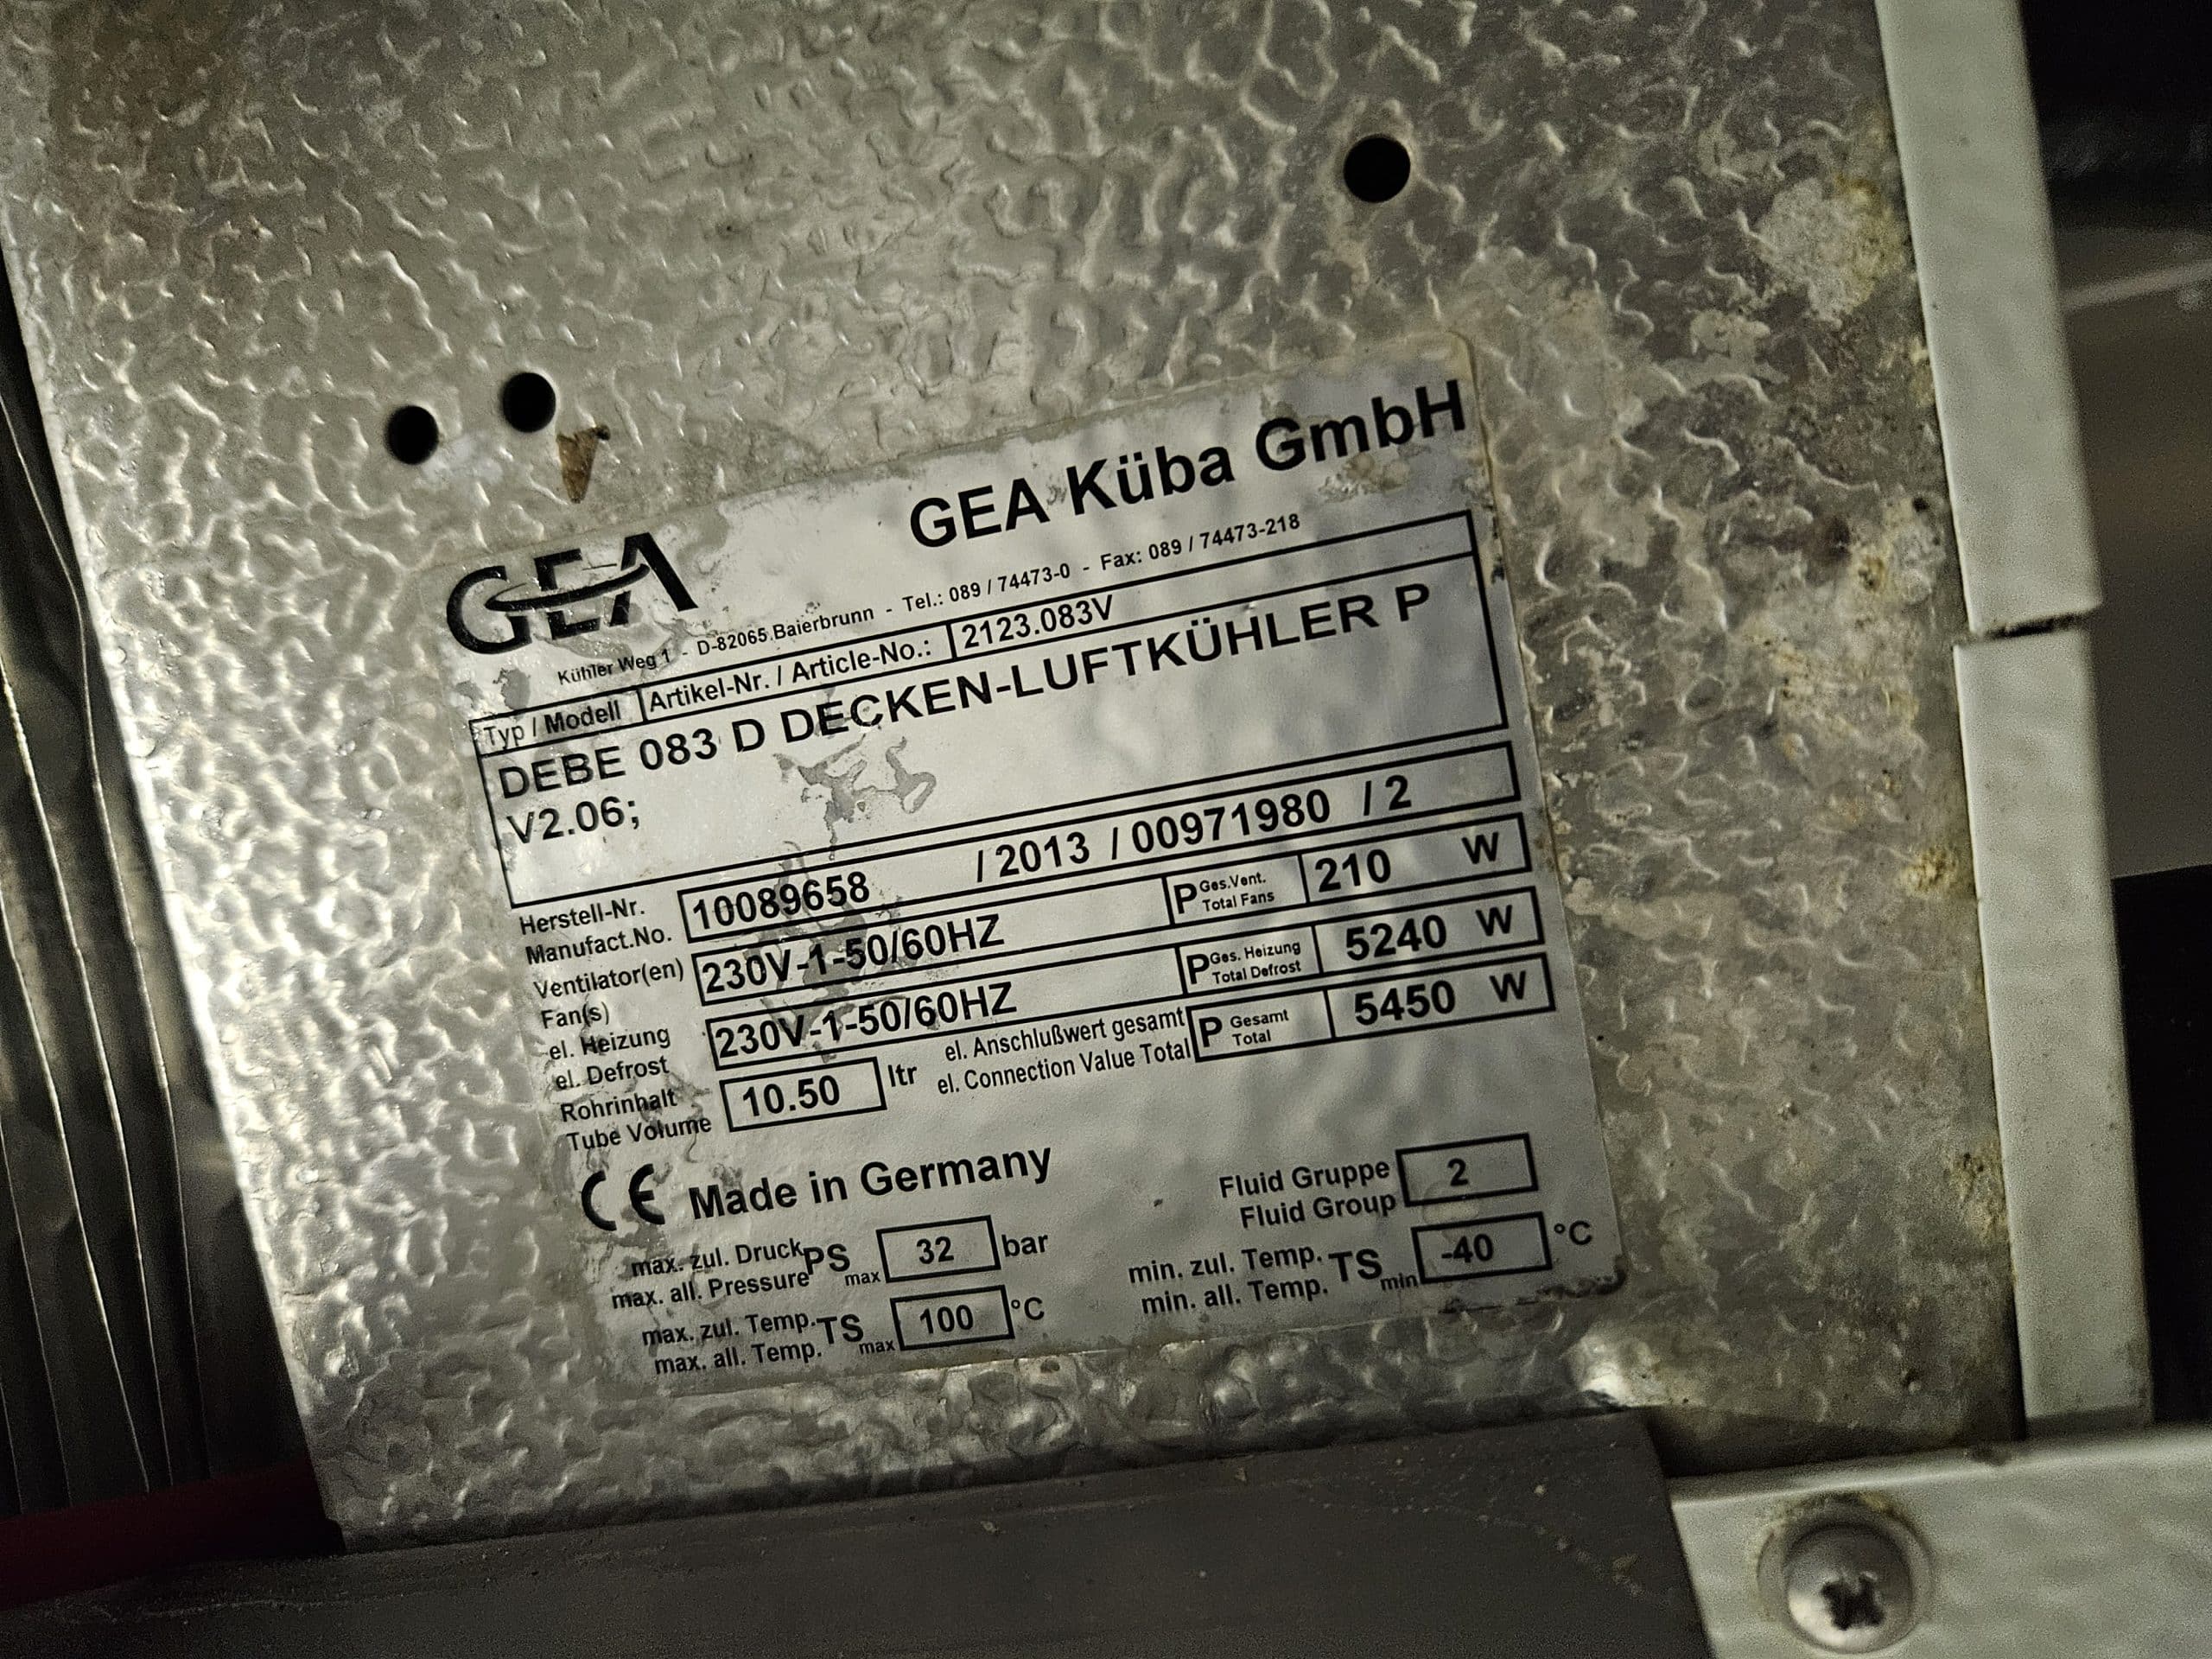 GEA
GEA Küba GmbH
Kühler Weg 1 - D-82065 Baierbrunn - Tel.: 089 / 74473-0 - Fax: 089 / 74473-218
Typ / Modell Artikel-Nr. / Article-No.: 2123.083V
DEBE 083 D DECKEN-LUFTKÜHLER P
V2.06;
Herstell-Nr.
Manufact.No. 10089658 / 2013 / 00971980 / 2
Ventilator(en)
Fan(s) 230V-1-50/60HZ P Ges.Vent. Total Fans 210 W
el. Heizung
el. Defrost 230V-1-50/60HZ P Ges. Heizung Total Defrost 5240 W
Rohrinhalt
Tube Volume 10.50 ltr
el. Anschlußwert gesamt
el. Connection Value Total P Gesamt Total 5450 W
CE Made in Germany
Fluid Gruppe
Fluid Group 2
max. zul. Druck
max. all. Pressure PS max 32 bar
min. zul. Temp.
min. all. Temp. TS min -40 °C
max. zul. Temp.
max. all. Temp. TS max 100 °C